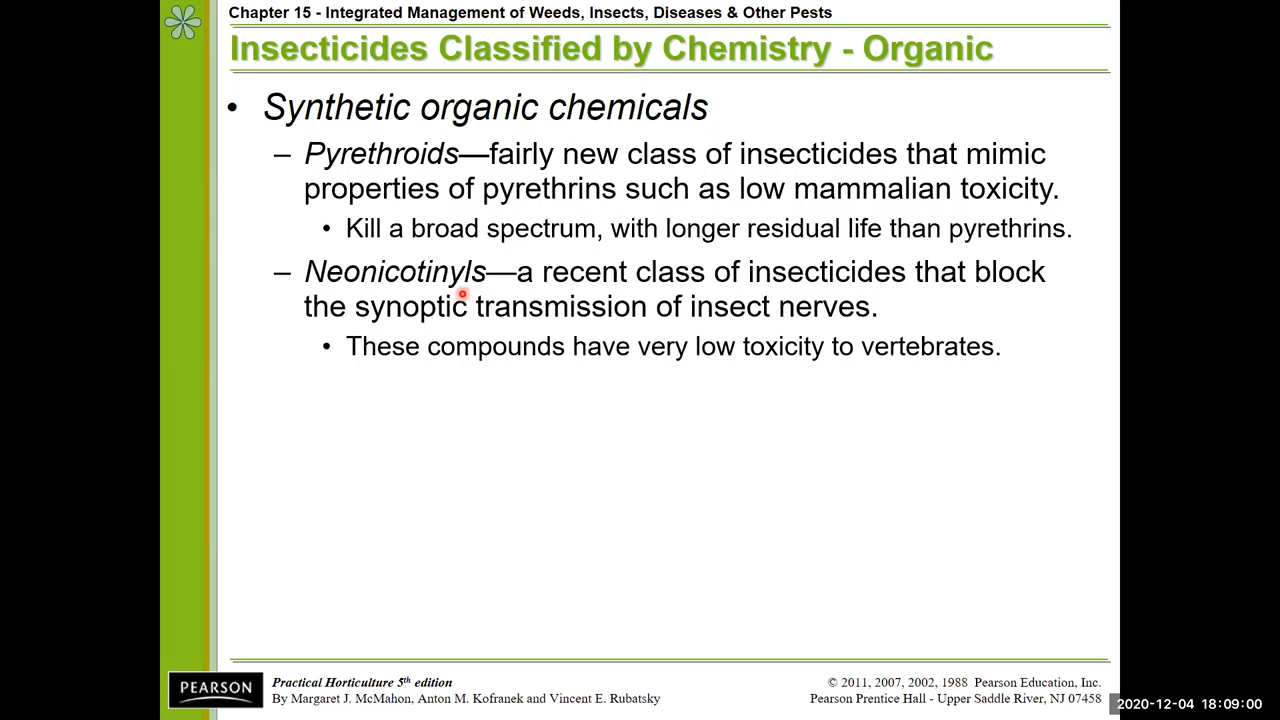 Chapter 15 - Integrated Management of Weeds, Insects, Diseases & Other Pests
Insecticides Classified by Chemistry - Organic
• Synthetic organic chemicals
– Pyrethroids—fairly new class of insecticides that mimic
properties of pyrethrins such as low mammalian toxicity.
• Kill a broad spectrum, with longer residual life than pyrethrins.
– Neonicotinyls—a recent class of insecticides that block
the synoptic transmission of insect nerves.
• These compounds have very low toxicity to vertebrates.
PEARSON
Practical Horticulture 5th edition
By Margaret J. McMahon, Anton M. Kofranek and Vincent E. Rubatsky
© 2011, 2007, 2002, 1988 Pearson Education, Inc.
Pearson Prentice Hall - Upper Saddle River, NJ 07458
2020-12-04 18:09:00